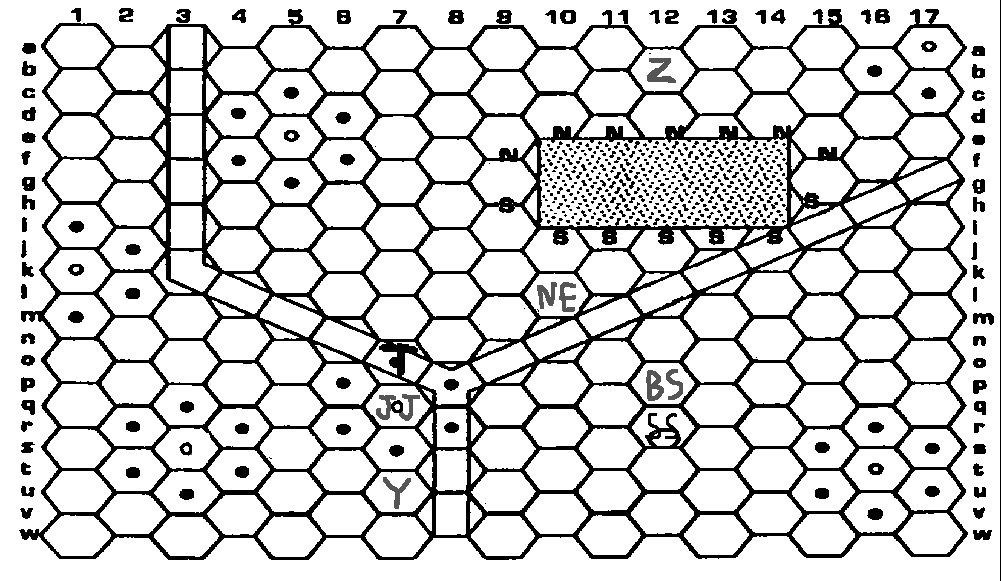 1 2 3 4 5 6 7 8 9 10 11 12 13 14 15 16 17
a a
b Z b
c c
d d
e N N N N N e
f N N f
g g
h S S h
i S S S S S i
j j
k k
l NE l
m m
n n
o T o
p BS p
q JJ q
r SS r
s s
t t
u Y u
v v
w w